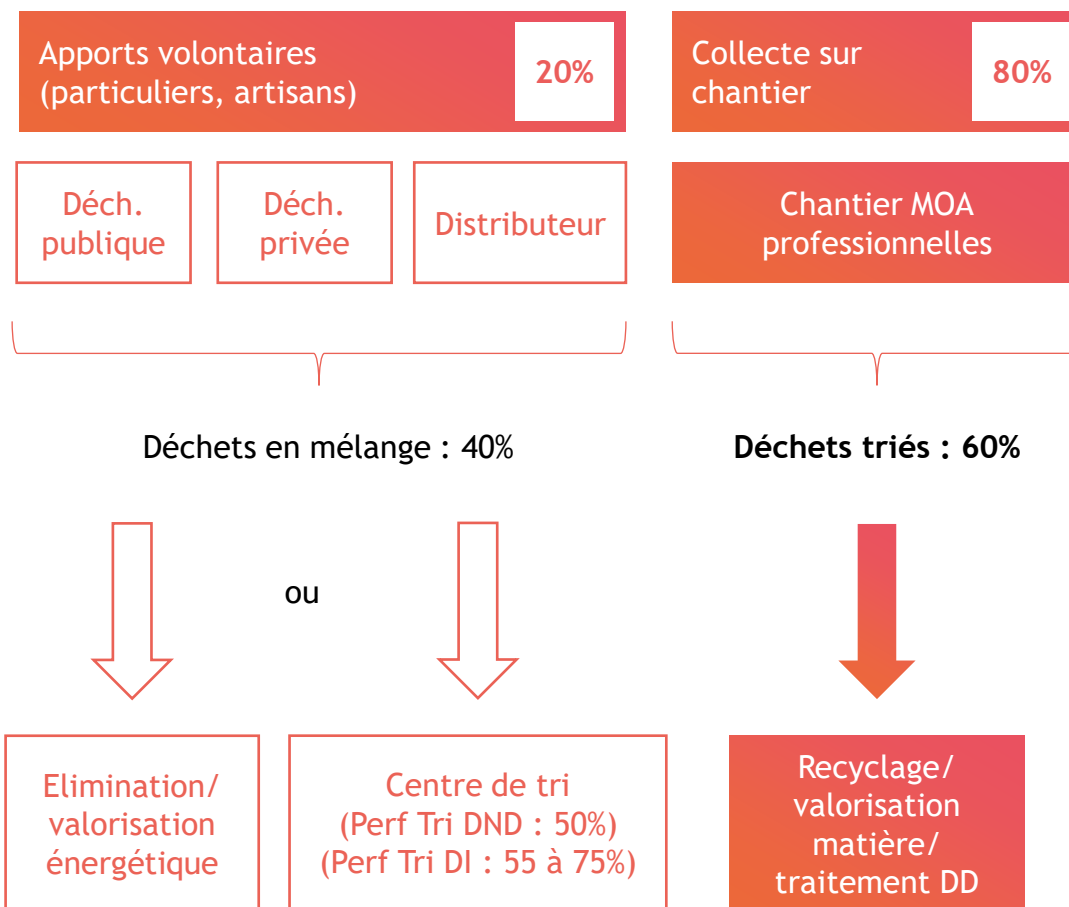 Apports volontaires
(particuliers, artisans)
20%
Collecte sur
chantier
80%
Déch.
publique
Déch.
privée
Distributeur
Chantier MOA
professionnelles
Déchets en mélange : 40%
Déchets triés : 60%
ou
Elimination/
valorisation
énergétique
Centre de tri
(Perf Tri DND : 50%)
(Perf Tri DI : 55 à 75%)
Recyclage/
valorisation
matière/
traitement DD